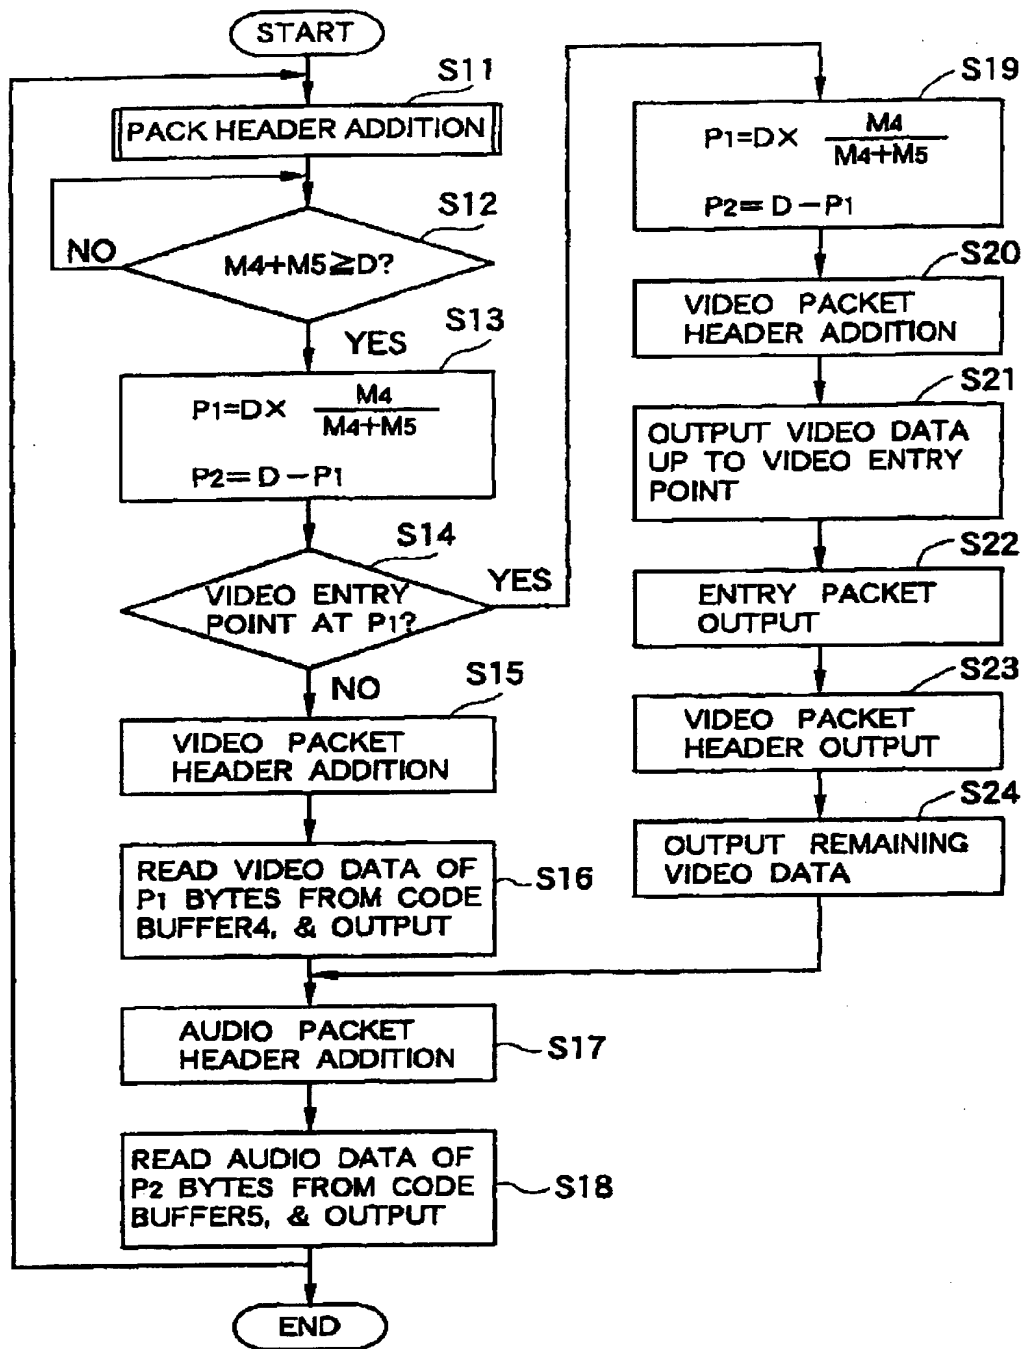 START
S11
PACK HEADER ADDITION
S12
NO
M4+M5≧D?
YES
S13
P1=D× M4
M4+M5
P2=D-P1
S14
VIDEO ENTRY
POINT AT P1?
YES
NO
S15
VIDEO PACKET
HEADER ADDITION
READ VIDEO DATA OF
P1 BYTES FROM CODE
BUFFER4, & OUTPUT
S16
AUDIO PACKET
HEADER ADDITION
S17
READ AUDIO DATA OF
P2 BYTES FROM CODE
BUFFER5, & OUTPUT
S18
END
S19
P1=D× M4
M4+M5
P2=D-P1
S20
VIDEO PACKET
HEADER ADDITION
S21
OUTPUT VIDEO DATA
UP TO VIDEO ENTRY
POINT
S22
ENTRY PACKET
OUTPUT
S23
VIDEO PACKET
HEADER OUTPUT
S24
OUTPUT REMAINING
VIDEO DATA